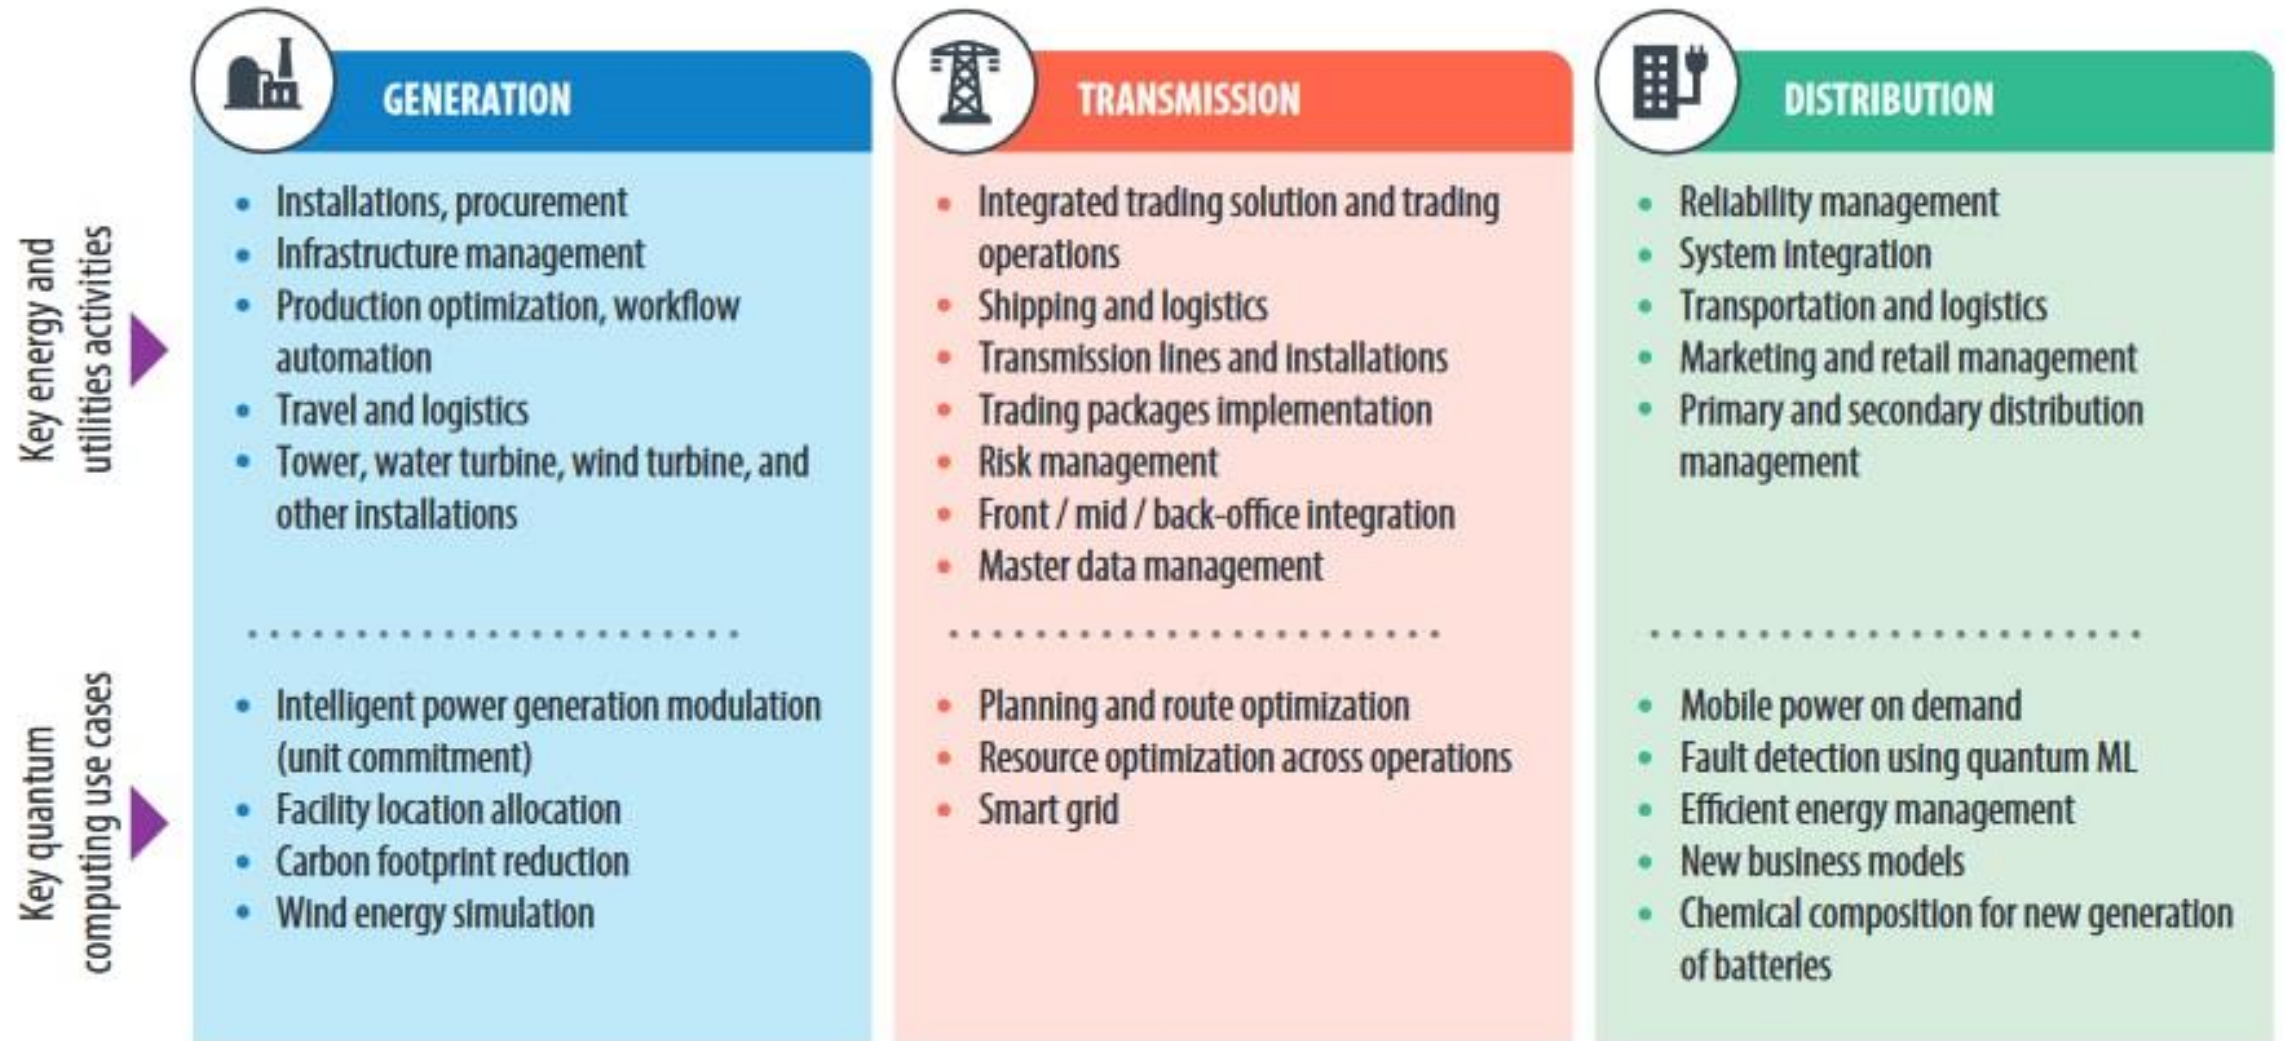 GENERATION
Installations, procurement
Infrastructure management
Production optimization, workflow
automation
Travel and logistics
Tower, water turbine, wind turbine, and
other installations
Intelligent power generation modulation
(unit commitment)
Facility location allocation
Carbon footprint reduction
Wind energy simulation
TRANSMISSION
Integrated trading solution and trading
operations
Shipping and logistics
Transmission lines and installations
Trading packages implementation
Risk management
Front / mid / back-office integration
Master data management
Planning and route optimization
Resource optimization across operations
Smart grid
DISTRIBUTION
Reliability management
System integration
Transportation and logistics
Marketing and retail management
Primary and secondary distribution
management
Mobile power on demand
Fault detection using quantum ML
Efficient energy management
New business models
Chemical composition for new generation
of batteries
Key energy and
utilities activities
Key quantum
computing use cases